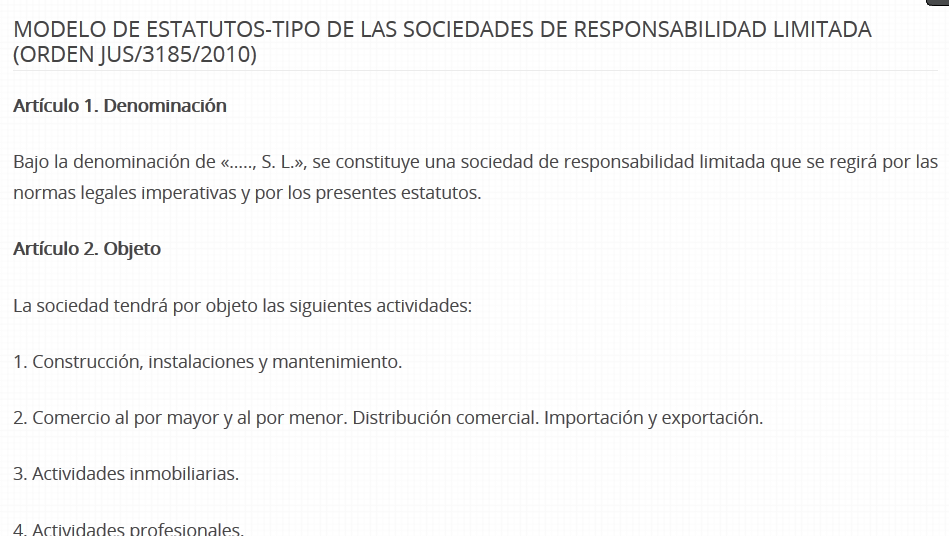 MODELO DE ESTATUTOS-TIPO DE LAS SOCIEDADES DE RESPONSABILIDAD LIMITADA
(ORDEN JUS/3185/2010)
Artículo 1. Denominación
Bajo la denominación de «....., S. L.», se constituye una sociedad de responsabilidad limitada que se regirá por las
normas legales imperativas y por los presentes estatutos.
Artículo 2. Objeto
La sociedad tendrá por objeto las siguientes actividades:
1. Construcción, instalaciones y mantenimiento.
2. Comercio al por mayor y al por menor. Distribución comercial. Importación y exportación.
3. Actividades inmobiliarias.
4. Actividades profesionales.